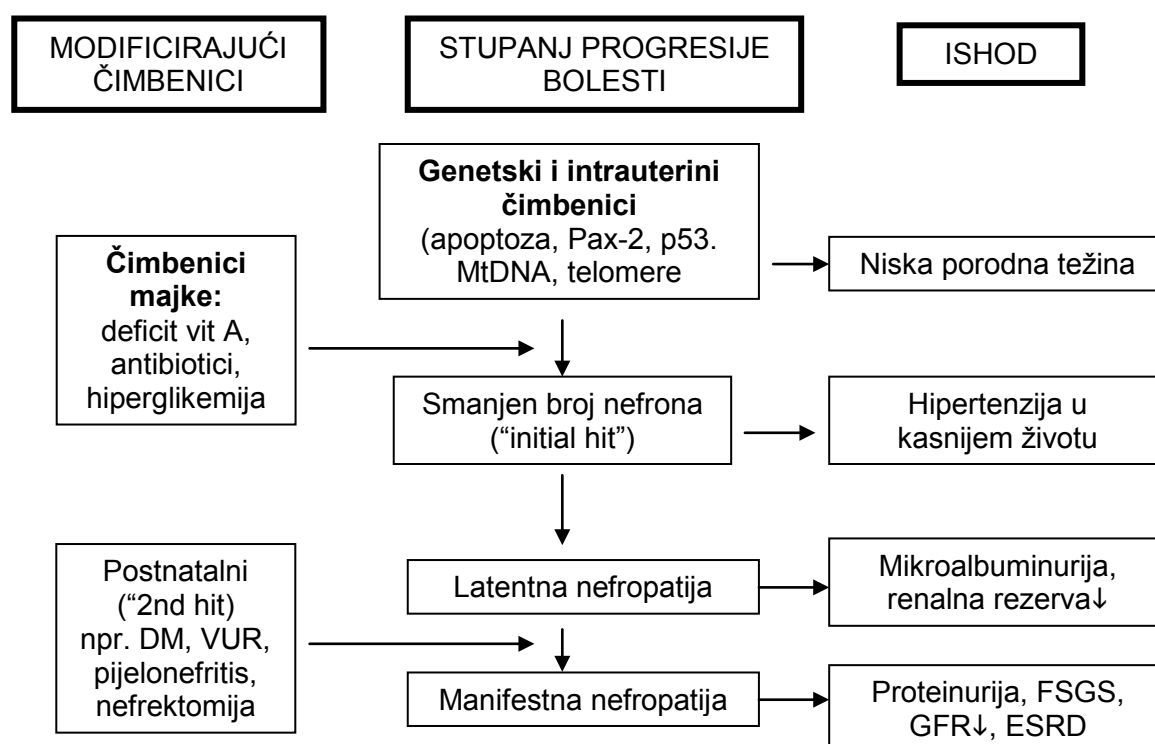 MODIFICIRAJUĆI
ČIMBENICI
STUPANJ PROGRESIJE
BOLESTI
ISHOD
Genetski i intrauterini
čimbenici
(apoptoza, Pax-2, p53.
MtDNA, telomere
Niska porodna težina
Čimbenici
majke:
deficit vit A,
antibiotici,
hiperglikemija
Smanjen broj nefrona
(“initial hit”)
Hipertenzija u
kasnijem životu
Postnatalni
(“2nd hit)
npr. DM, VUR,
pijelonefritis,
nefrektomija
Latentna nefropatija
Mikroalbuminurija,
renalna rezerva↓
Manifestna nefropatija
Proteinurija, FSGS,
GFR↓, ESRD